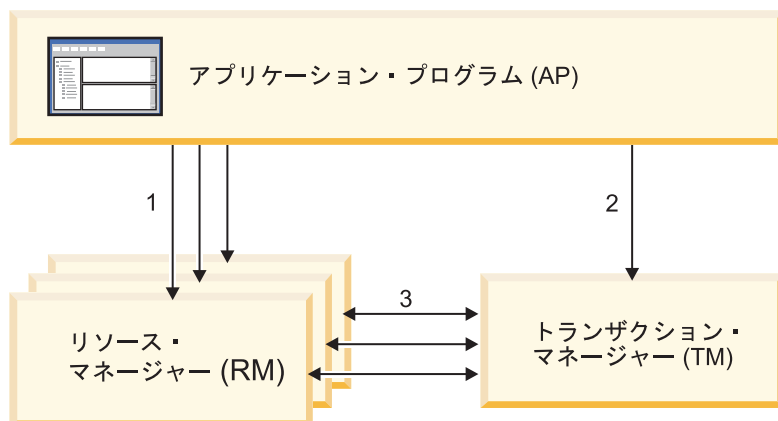 アプリケーション・プログラム (AP)
1
2
3
リソース・
マネージャー (RM)
トランザクション・
マネージャー (TM)